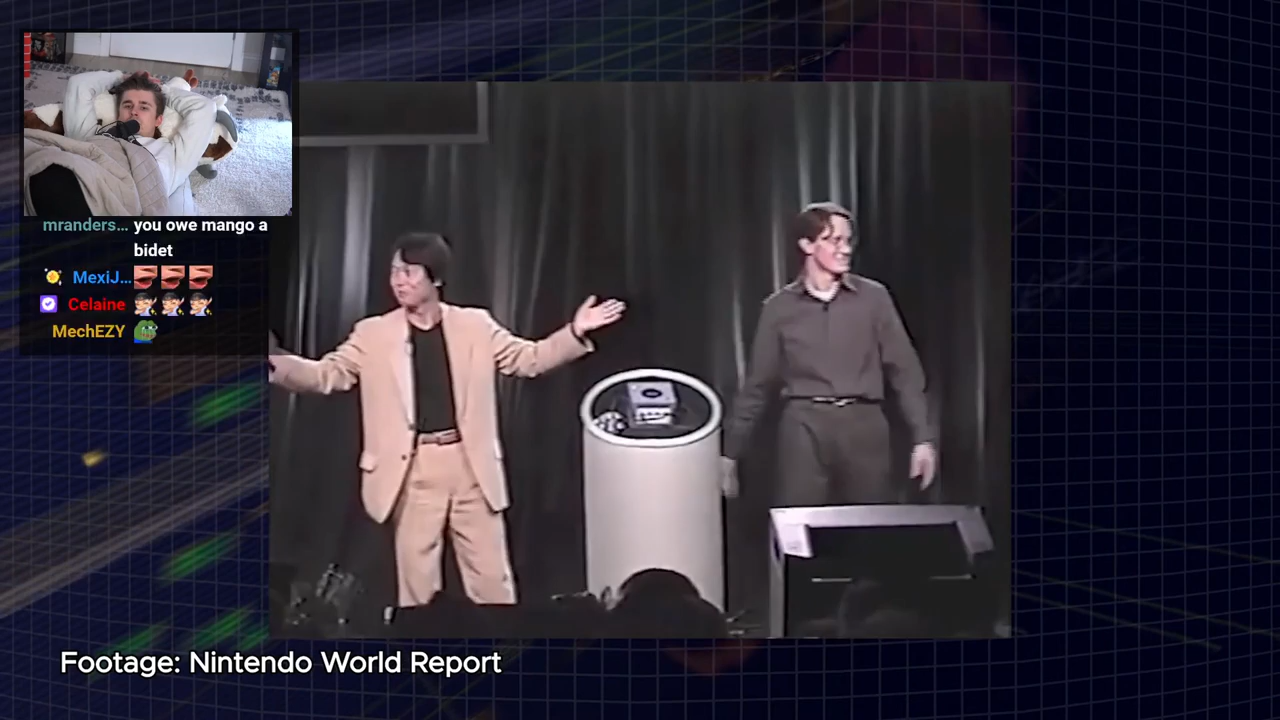 mranders... you owe mango a
bidet
MexiJ...
Celaine
MechEZY
Footage: Nintendo World Report